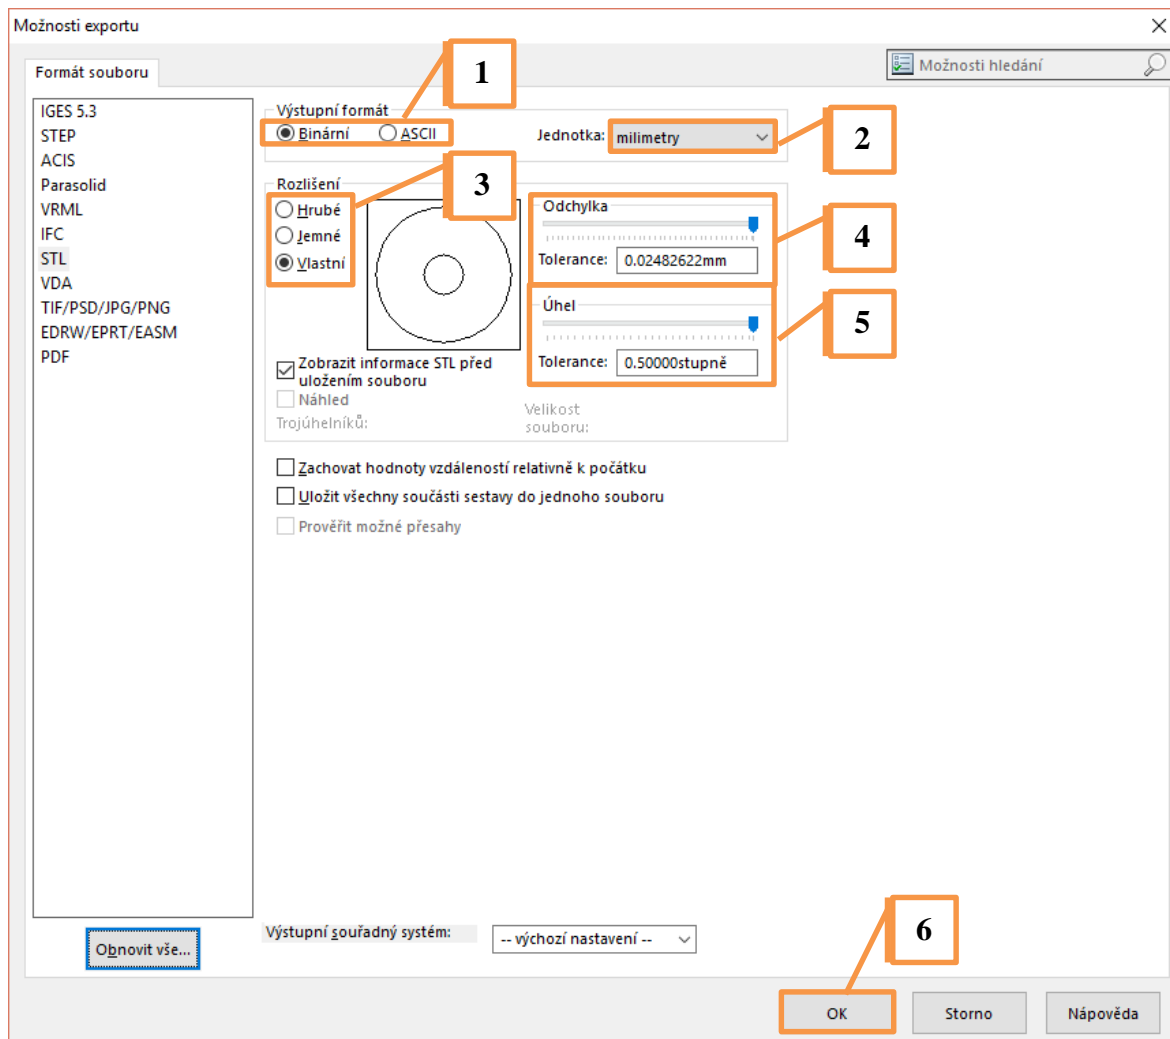 Možnosti exportu
Možnosti hledání
Formát souboru
IGES 5.3
STEP
ACIS
Parasolid
VRML
IFC
STL
VDA
TIF/PSD/JPG/PNG
EDRW/EPRT/EASM
PDF
1
Výstupní formát
Binární
ASCII
Jednotka: milimetry
2
Rozlišení
3
Hrubé
Jemné
Vlastní
Odchylka
Tolerance: 0.02482622mm
4
Úhel
Tolerance: 0.50000stupně
5
Zobrazit informace STL před
uložením souboru
Náhled
Trojúhelníků:
Velikost
souboru:
Zachovat hodnoty vzdáleností relativně k počátku
Uložit všechny součásti sestavy do jednoho souboru
Prověřit možné přesahy
Výstupní souřadný systém: -- výchozí nastavení --
Obnovit vše...
6
OK
Storno
Nápověda